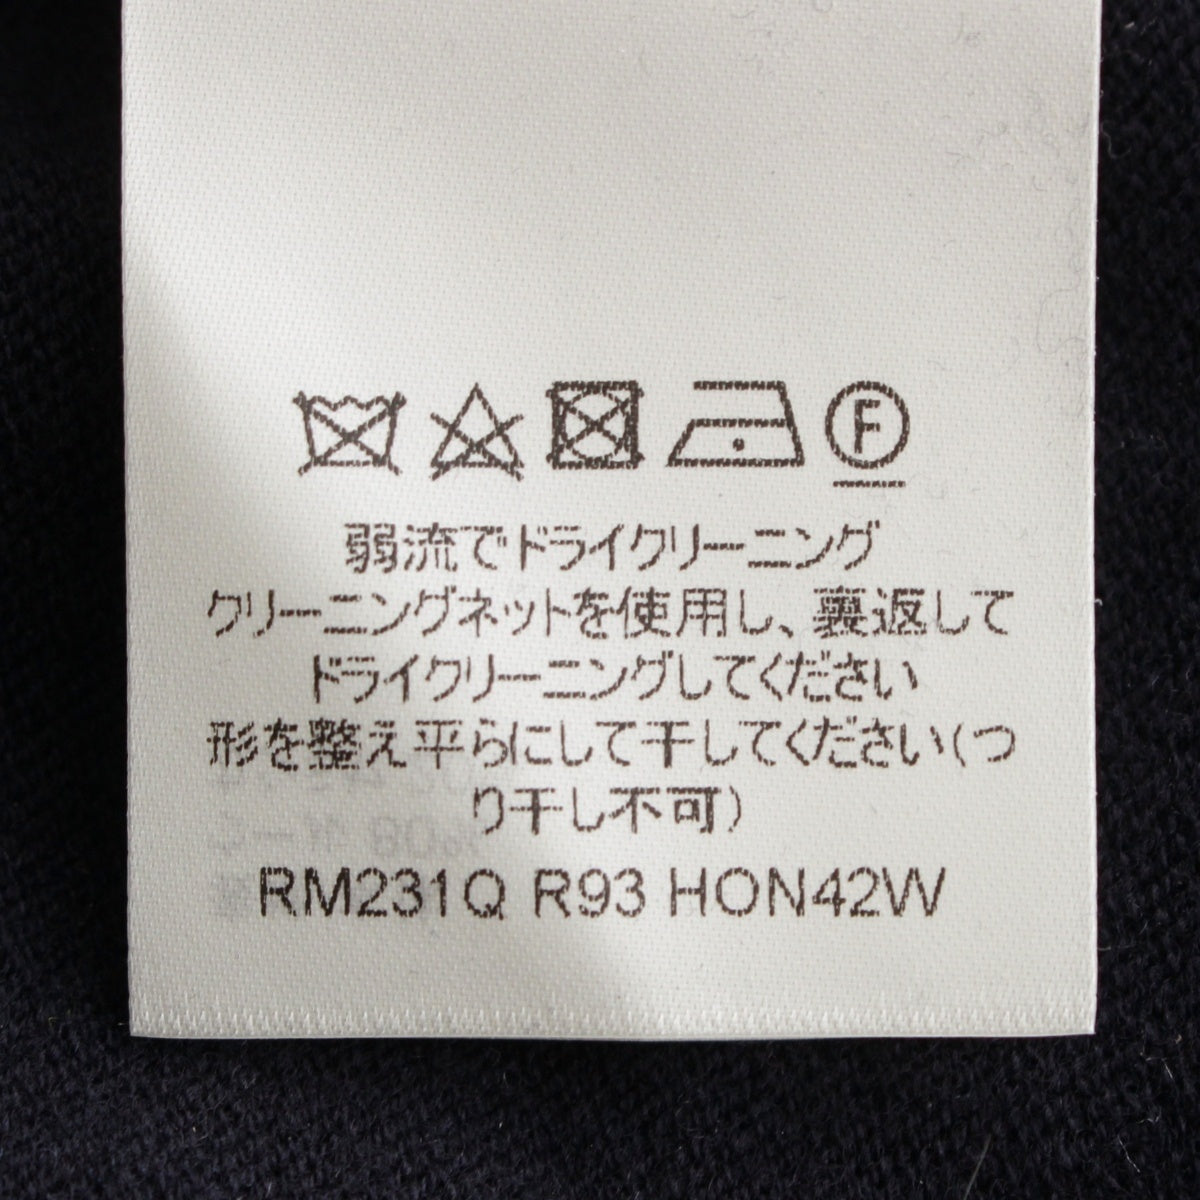 F
弱流でドライクリーニング
クリーニングネットを使用し、裏返して
ドライクリーニングしてください
形を整え平らにして干してください(つ
り干し不可)
RM231Q R93 HON42W